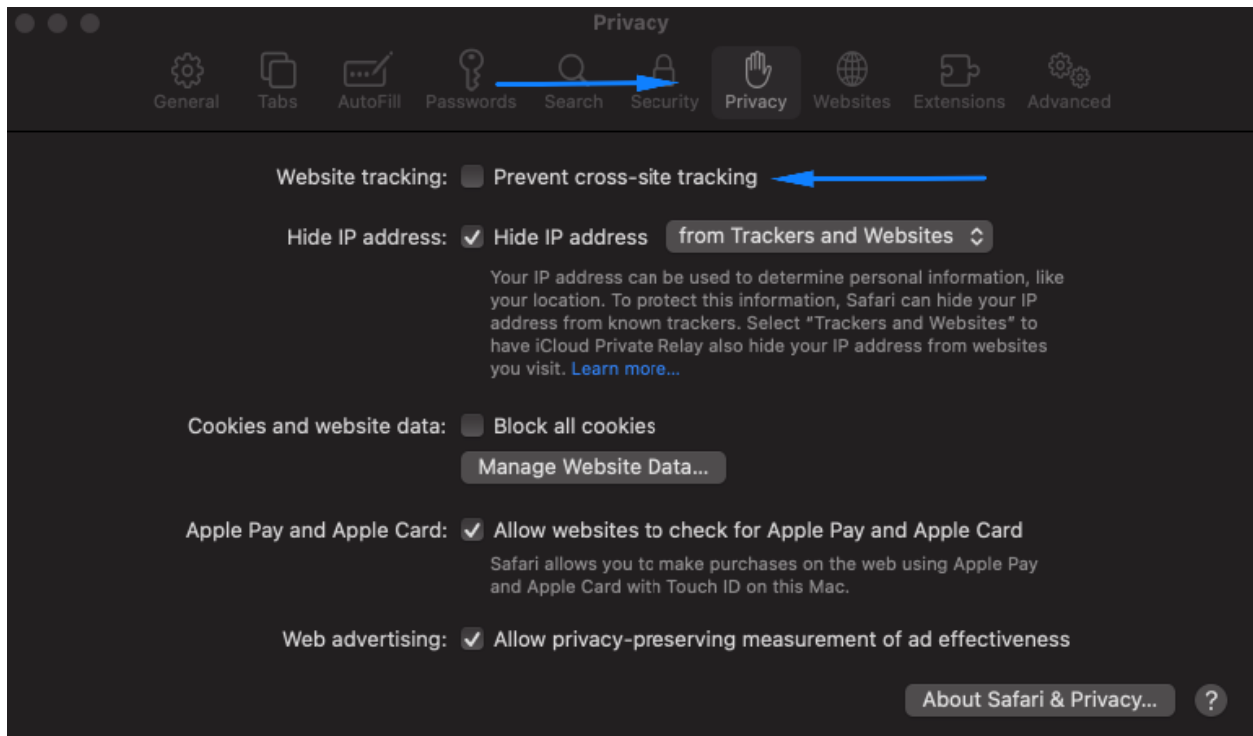 Privacy
General Tabs AutoFill Passwords Search Security Privacy Websites Extensions Advanced
Website tracking: Prevent cross-site tracking
Hide IP address: Hide IP address from Trackers and Websites
Your IP address can be used to determine personal information, like
your location. To protect this information, Safari can hide your IP
address from known trackers. Select “Trackers and Websites” to
have iCloud Private Relay also hide your IP address from websites
you visit. Learn more...
Cookies and website data: Block all cookies
Manage Website Data...
Apple Pay and Apple Card: Allow websites to check for Apple Pay and Apple Card
Safari allows you to make purchases on the web using Apple Pay
and Apple Card with Touch ID on this Mac.
Web advertising: Allow privacy-preserving measurement of ad effectiveness
About Safari & Privacy... ?